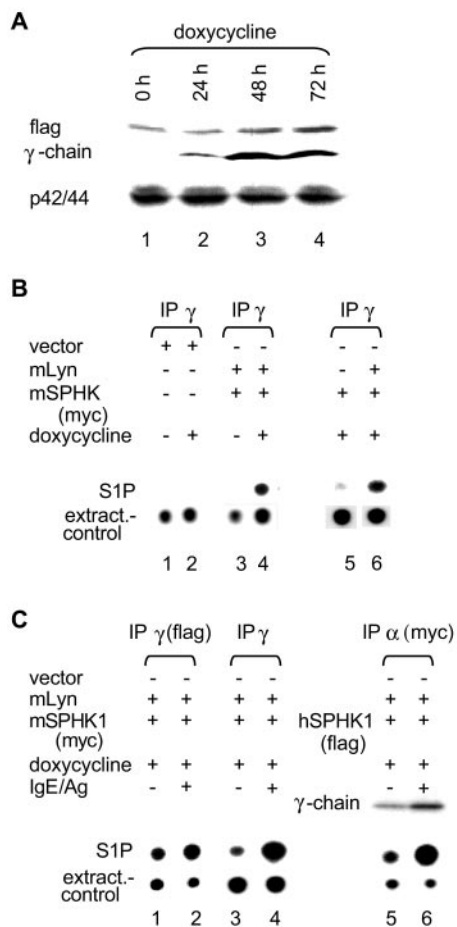 A
doxycycline
0 h 24 h 48 h 72 h
flag
γ-chain
p42/44
1 2 3 4
B
IP γ IP γ IP γ
vector + + - - - -
mLyn - - + + - +
mSPHK - - + + + +
(myc)
doxycycline - + - + + +
S1P
extract.-
control
1 2 3 4 5 6
C
IP γ(flag) IP γ IP α(myc)
vector - - - - - -
mLyn + + + + + +
mSPHK1 + + + + hSPHK1 + +
(myc) (flag)
doxycycline + + + + + +
IgE/Ag - + - + - +
γ-chain
S1P
extract.-
control
1 2 3 4 5 6